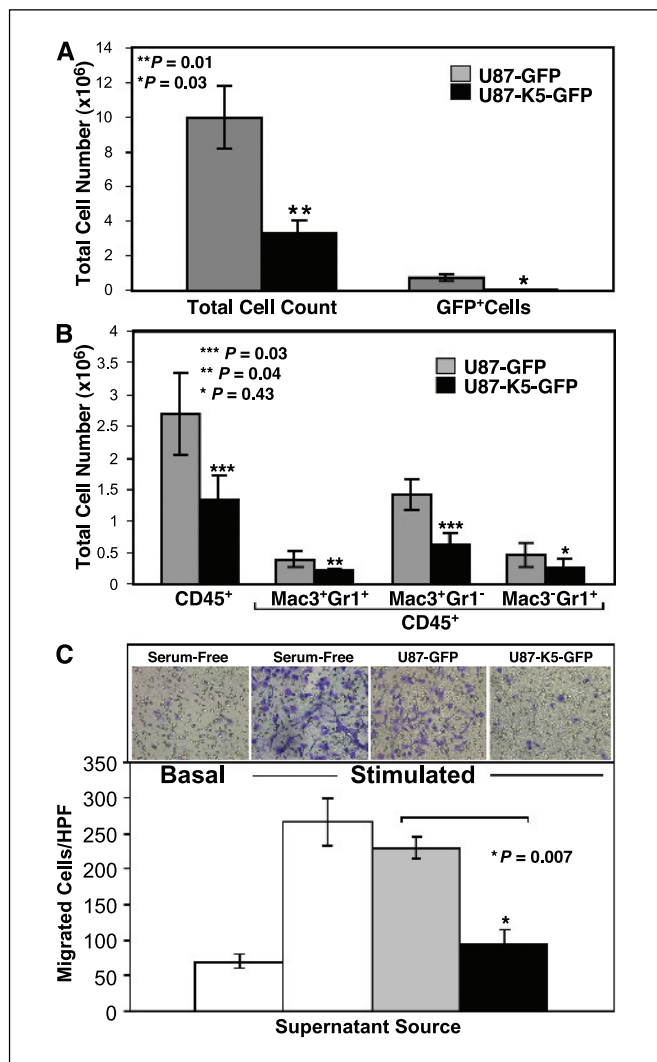 A
Total Cell Number (x10⁶)
14
12
10
8
6
4
2
0
**P = 0.01
*P = 0.03
U87-GFP
U87-K5-GFP
**
*
Total Cell Count
GFP⁺Cells
B
Total Cell Number (x10⁶)
4
3.5
3
2.5
2
1.5
1
0.5
0
*** P = 0.03
** P = 0.04
* P = 0.43
U87-GFP
U87-K5-GFP
***
**
***
*
CD45⁺
Mac3⁺Gr1⁺
Mac3⁺Gr1⁻
Mac3⁻Gr1⁺
CD45⁺
C
Serum-Free
Serum-Free
U87-GFP
U87-K5-GFP
Basal
Stimulated
Migrated Cells/HPF
350
300
250
200
150
100
50
0
* P = 0.007
*
Supernatant Source